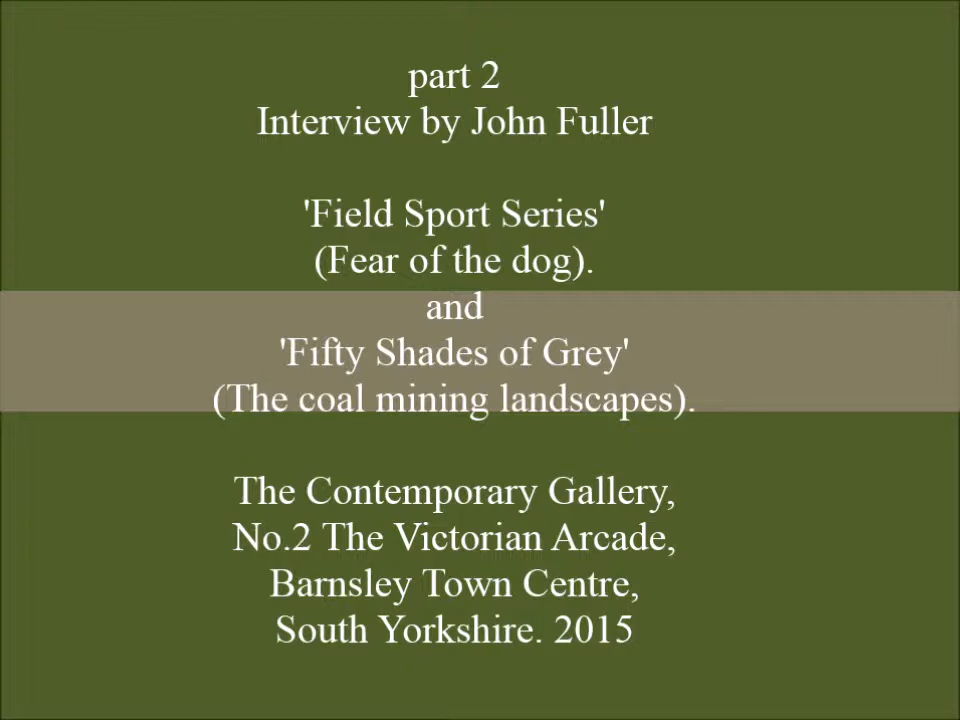 part 2
Interview by John Fuller
'Field Sport Series'
(Fear of the dog).
and
'Fifty Shades of Grey'
(The coal mining landscapes).
The Contemporary Gallery,
No.2 The Victorian Arcade,
Barnsley Town Centre,
South Yorkshire. 2015